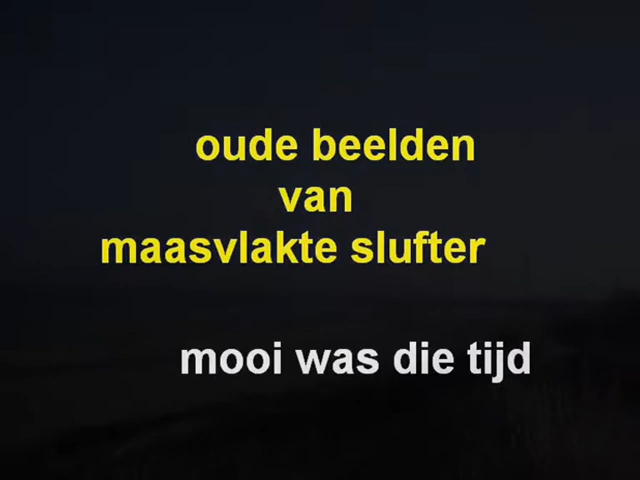 oude beelden
van
maasvlakte slufter
mooi was die tijd